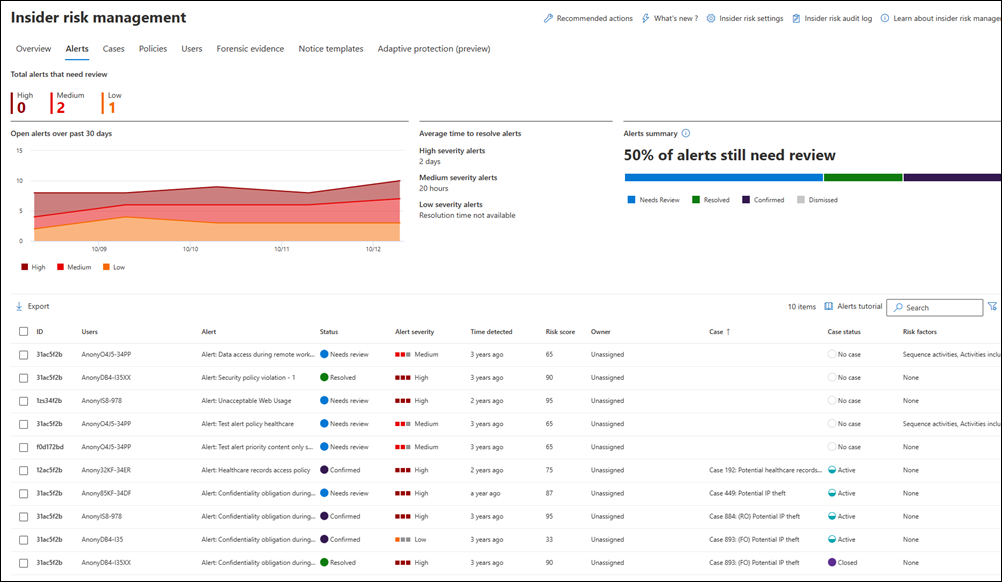 Insider risk management
Recommended actions What's new ? Insider risk settings Insider risk audit log Learn about insider risk manager
Overview Alerts Cases Policies Users Forensic evidence Notice templates Adaptive protection (preview)
Total alerts that need review
High Medium Low
0 2 1
Open alerts over past 30 days
15
10
5
0
10/09 10/10 10/11 10/12
High Medium Low
Average time to resolve alerts
High severity alerts
2 days
Medium severity alerts
20 hours
Low severity alerts
Resolution time not available
Alerts summary
50% of alerts still need review
Needs Review Resolved Confirmed Dismissed
Export 10 items Alerts tutorial Search
ID Users Alert Status Alert severity Time detected Risk score Owner Case ↑ Case status Risk factors
31ac5f2b AnonyO4J5-34PP Alert: Data access during remote work... Needs review Medium 3 years ago 65 Unassigned No case Sequence activities, Activities inclu
31ac5f2b AnonyDB4-I35XX Alert: Security policy violation - 1 Resolved High 3 years ago 90 Unassigned No case None
1zs34f2b AnonyIS8-978 Alert: Unacceptable Web Usage Needs review High 2 years ago 95 Unassigned No case None
31ac5f2b AnonyO4J5-34PP Alert: Test alert policy healthcare Needs review Medium 3 years ago 65 Unassigned No case Sequence activities, Activities inclu
f0d172bd AnonyO4J5-34PP Alert: Test alert priority content only s... Needs review Medium 3 years ago 65 Unassigned No case None
12ac5f2b Anony32KF-34ER Alert: Healthcare records access policy Confirmed High 2 years ago 75 Unassigned Case 192: Potential healthcare records... Active None
31ac5f2b Anony85KF-34DF Alert: Confidentiality obligation during... Needs review High a year ago 87 Unassigned Case 449: Potential IP theft Active None
31ac5f2b AnonyIS8-978 Alert: Confidentiality obligation during... Confirmed High 3 years ago 95 Unassigned Case 884: (RO) Potential IP theft Active None
31ac5f2b AnonyDB4-I35 Alert: Confidentiality obligation during... Confirmed Low 3 years ago 33 Unassigned Case 893: (FO) Potential IP theft Active None
31ac5f2b AnonyDB4-I35XX Alert: Confidentiality obligation during... Resolved High 3 years ago 90 Unassigned Case 893: (FO) Potential IP theft Closed None